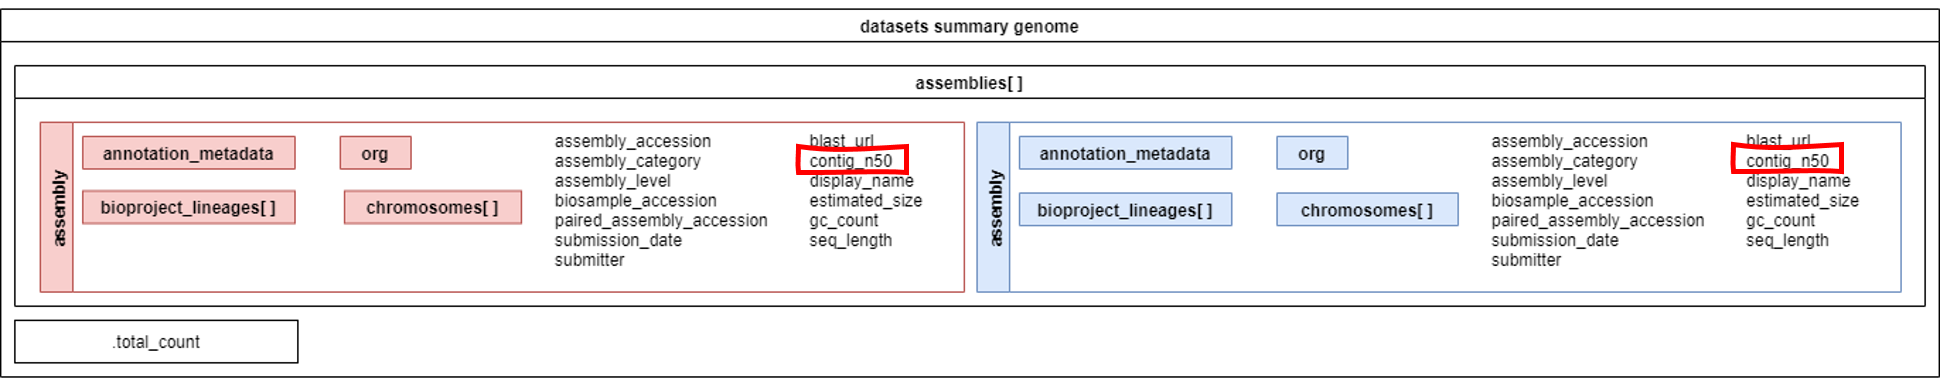 datasets summary genome
assemblies[ ]
assembly
annotation_metadata
org
bioproject_lineages[ ]
chromosomes[ ]
assembly_accession
assembly_category
assembly_level
biosample_accession
paired_assembly_accession
submission_date
submitter
blast_url
contig_n50
display_name
estimated_size
gc_count
seq_length
assembly
annotation_metadata
org
bioproject_lineages[ ]
chromosomes[ ]
assembly_accession
assembly_category
assembly_level
biosample_accession
paired_assembly_accession
submission_date
submitter
blast_url
contig_n50
display_name
estimated_size
gc_count
seq_length
.total_count